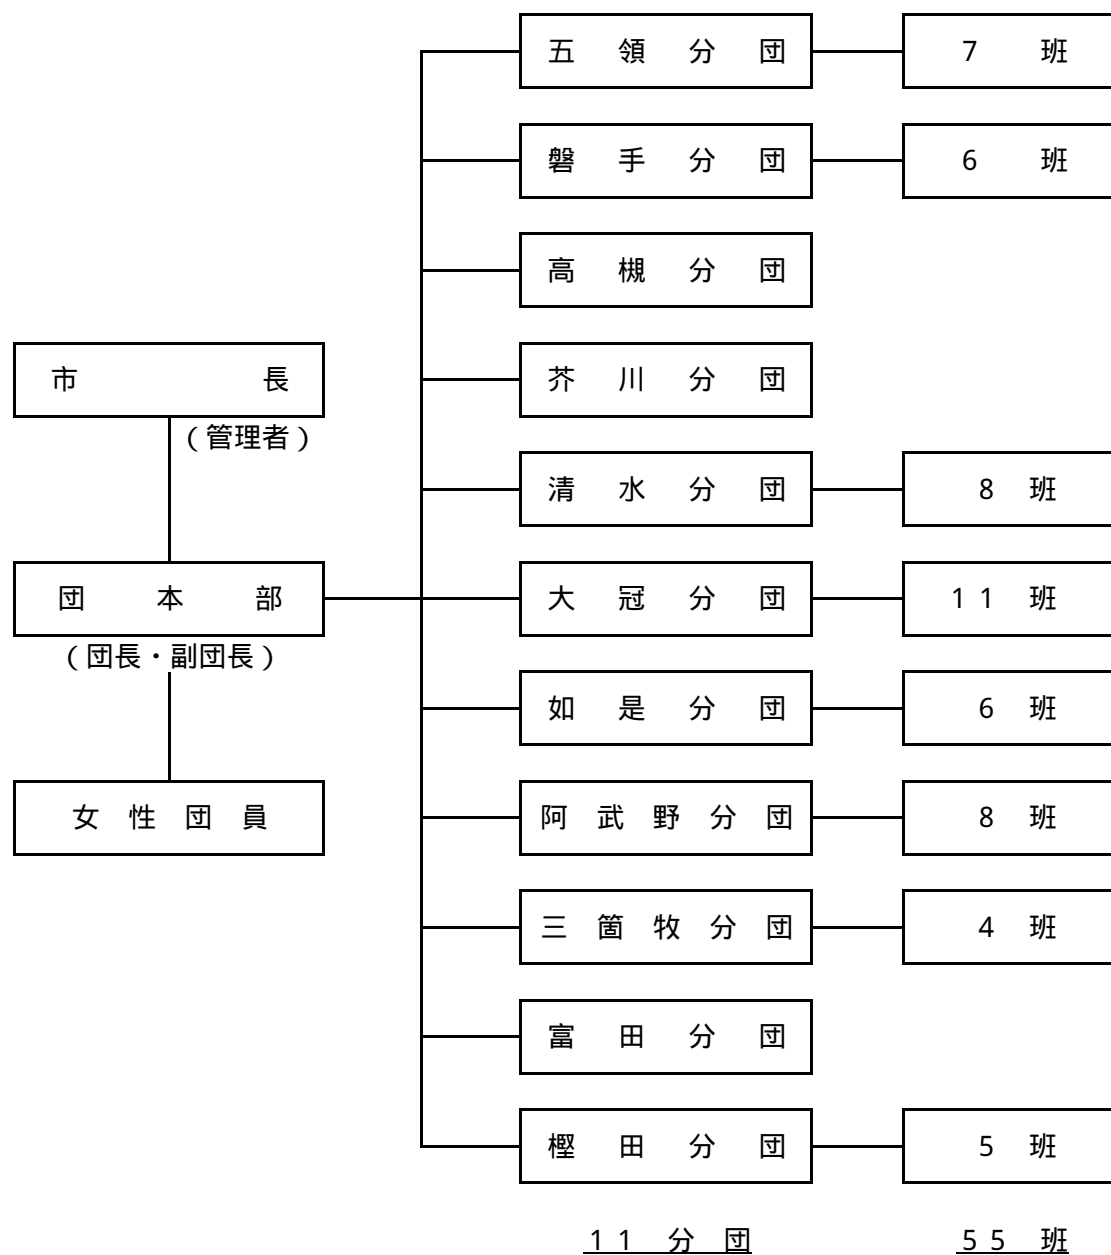 五領分団 7班
磐手分団 6班
高槻分団
市長
芥川分団
(管理者)
清水分団 8班
団本部
大冠分団 11班
(団長・副団長)
如是分団 6班
女性団員
阿武野分団 8班
三箇牧分団 4班
富田分団
樫田分団 5班
11分団 55班